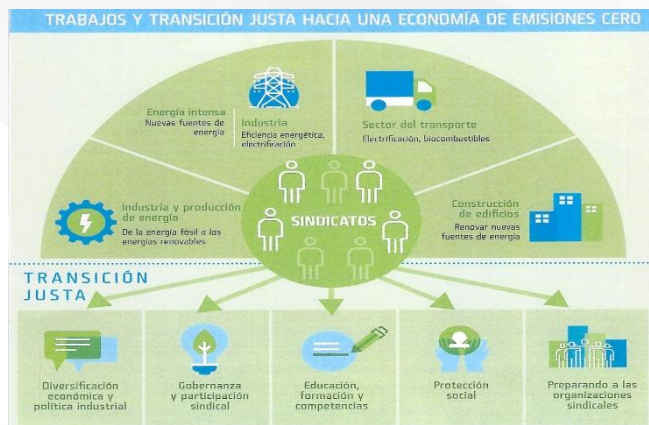 TRABAJOS Y TRANSICIÓN JUSTA HACIA UNA ECONOMÍA DE EMISIONES CERO
Energía intensa
Nuevas fuentes de
energía
Industria
Eficiencia energética,
electrificación
Sector del transporte
Electrificación, biocombustibles
Industria y producción
de energía
De la energía fósil a las
energías renovables
SINDICATOS
Construcción
de edificios
Renovar nuevas
fuentes de energía
TRANSICIÓN
JUSTA
Diversificación
económica y
política industrial
Gobernanza
y participación
sindical
Educación,
formación y
competencias
Protección
social
Preparando a las
organizaciones
sindicales